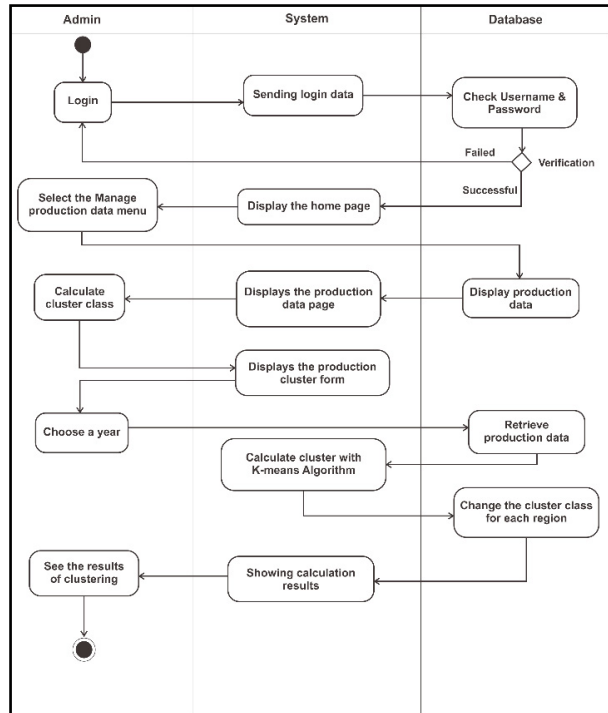 Admin
System
Database
Login
Sending login data
Check Username &
Password
Failed
Verification
Successful
Select the Manage
production data menu
Display the home page
Calculate
cluster class
Displays the production
data page
Display production
data
Displays the production
cluster form
Choose a year
Retrieve
production data
Calculate cluster with
K-means Algorithm
Change the cluster class
for each region
See the results
of clustering
Showing calculation
results